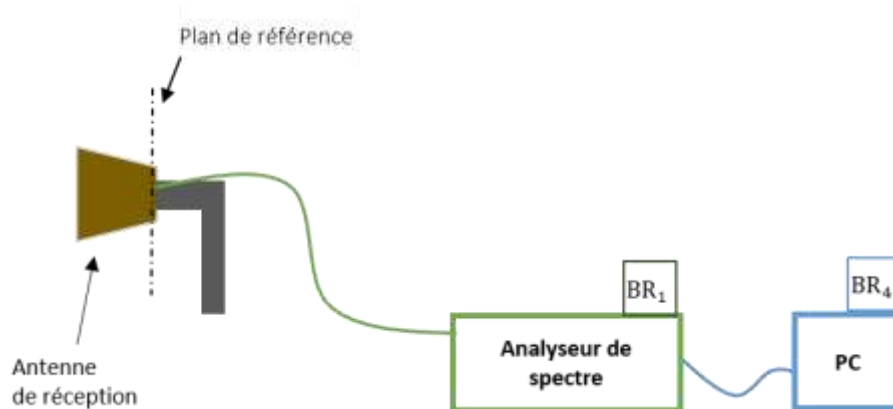 Plan de référence
BR₁
BR₄
Analyseur de
spectre
PC
Antenne
de réception